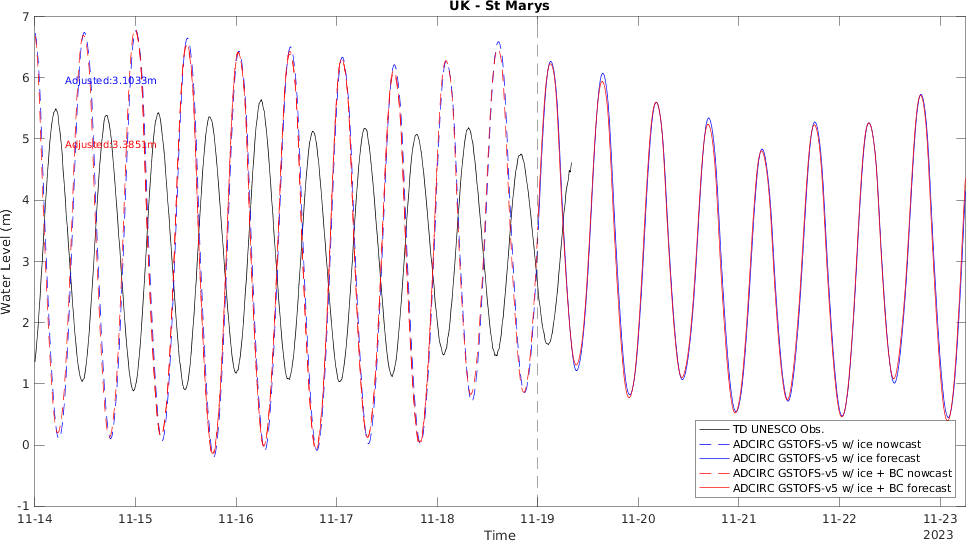 UK - St Marys
7
6
5
4
3
2
1
0
-1
Water Level (m)
Adjusted:3.1033m
Adjusted:3.3851m
TD UNESCO Obs.
ADCIRC GSTOFS-v5 w/ ice nowcast
ADCIRC GSTOFS-v5 w/ ice forecast
ADCIRC GSTOFS-v5 w/ ice + BC nowcast
ADCIRC GSTOFS-v5 w/ ice + BC forecast
11-14 11-15 11-16 11-17 11-18 11-19 11-20 11-21 11-22 11-23
Time
2023